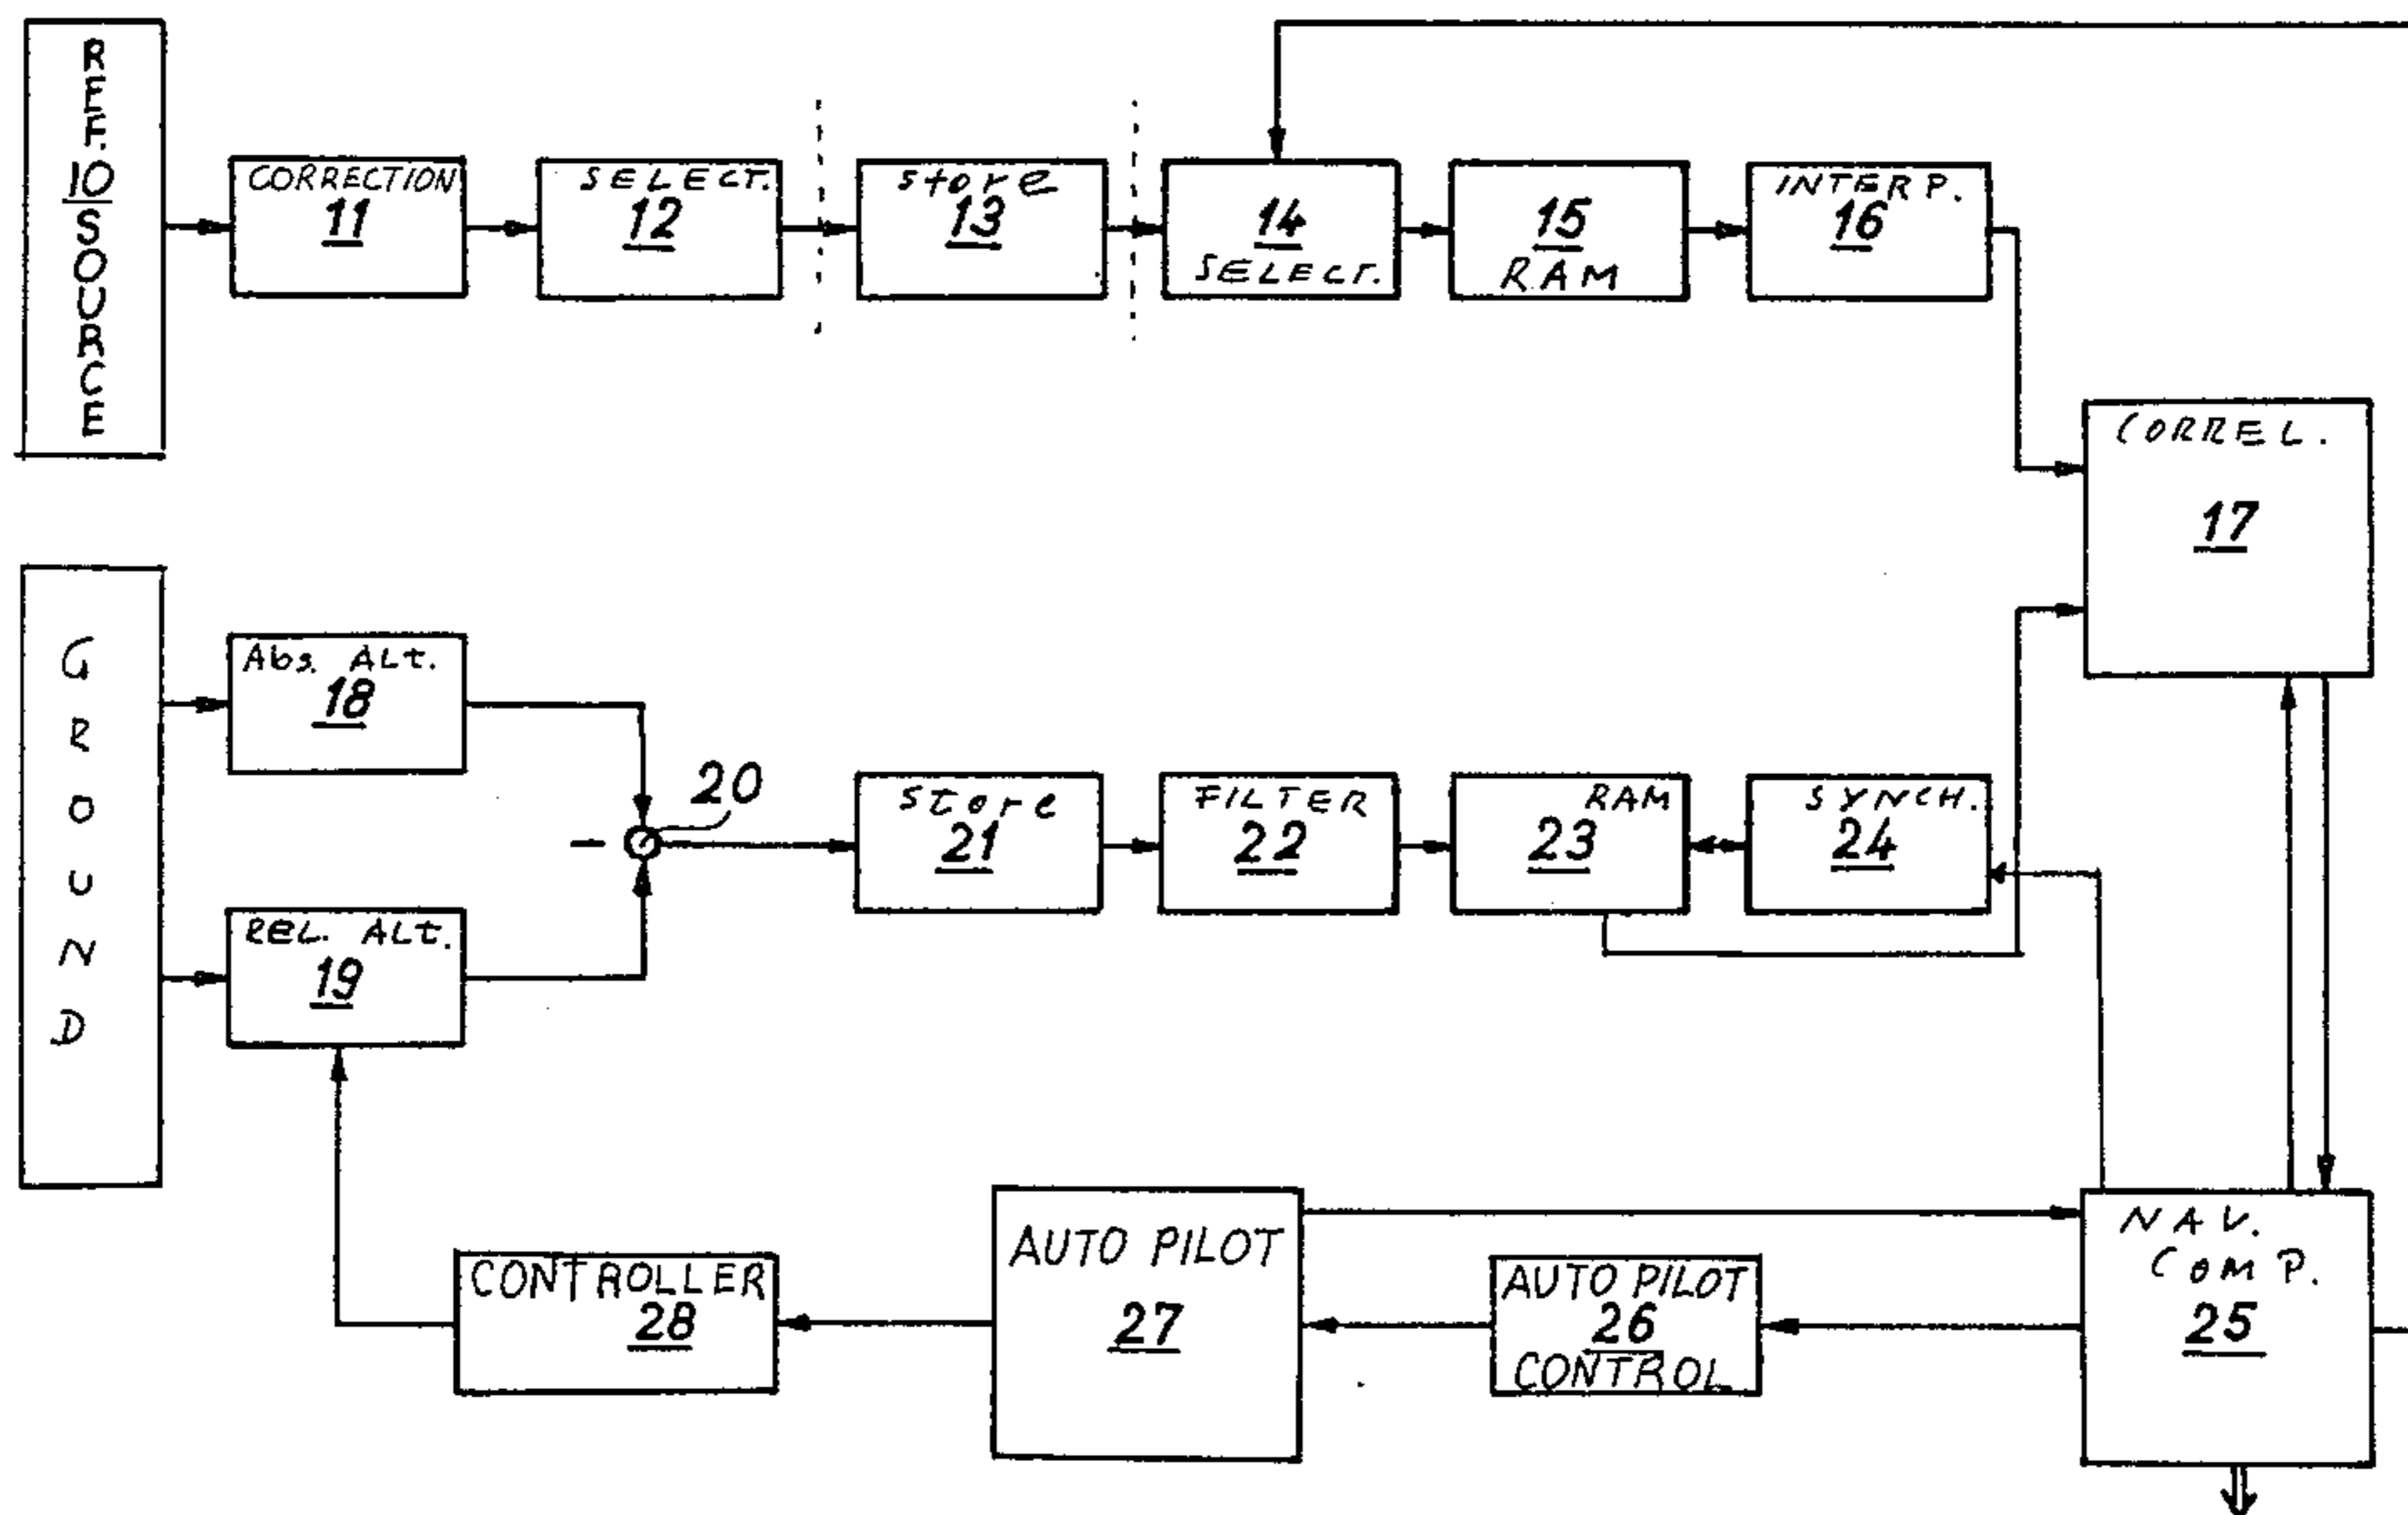 REF. 10 SOURCE
CORRECTION
11
SELECT.
12
store
13
14
SELECT.
15
RAM
INTERP.
16
CORREL.
17
GROUND
Abs. ALt.
18
REL. ALt.
19
20
-
Store
21
FILTER
22
RAM
23
SYNCH.
24
NAV.
COMP.
25
AUTO PILOT
26
CONTROL
AUTO PILOT
27
CONTROLLER
28